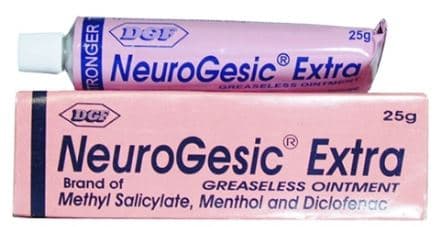 STRONGER
DGF
25g
NeuroGesic® Extra
GREASELESS OINTMENT
DGF
25g
NeuroGesic® Extra
Brand of GREASELESS OINTMENT
Methyl Salicylate, Menthol and Diclofenac